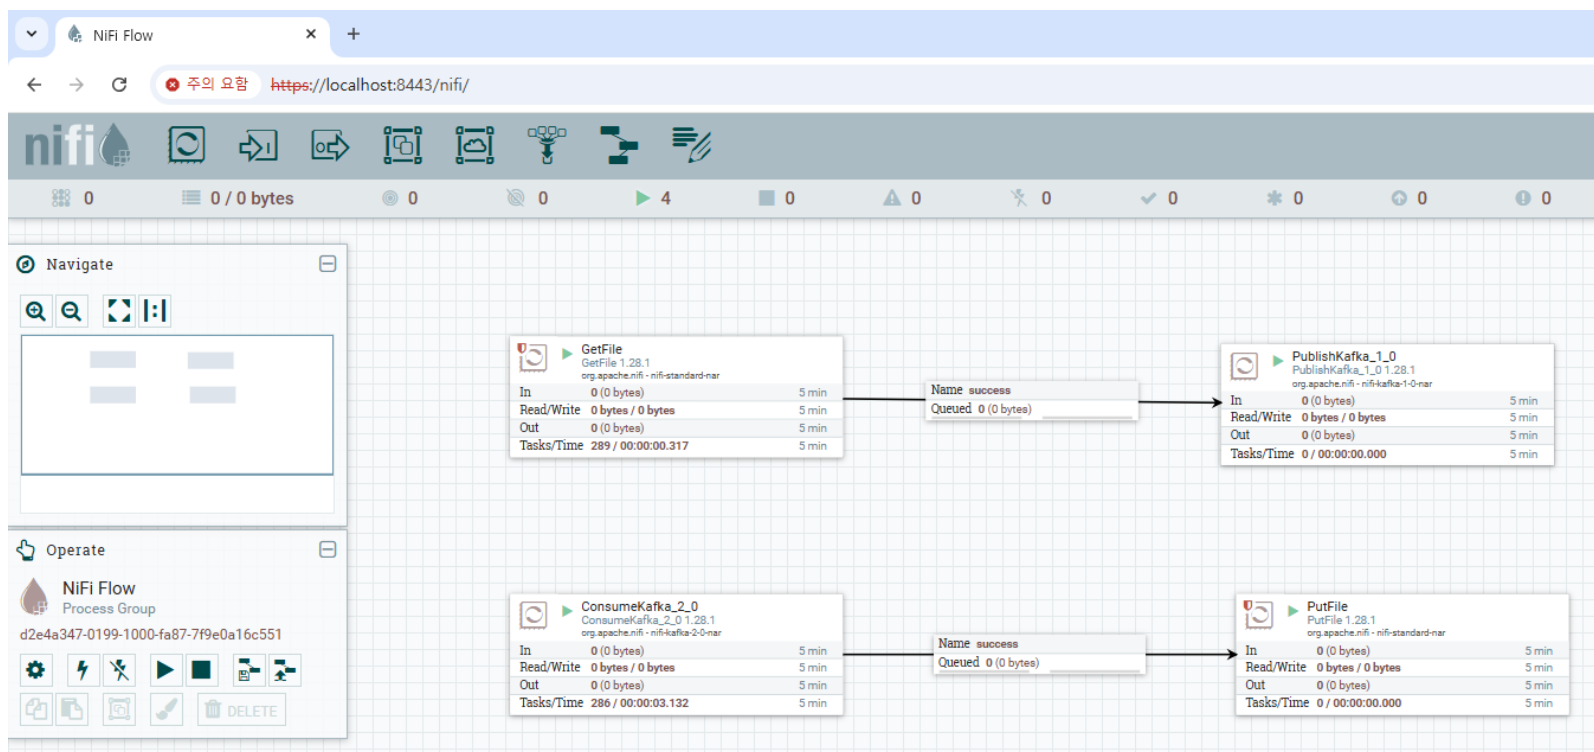 NiFi Flow
주의 요함 https://localhost:8443/nifi/
nifi
0 0 / 0 bytes 0 0 4 0 0 0 0 0 0 0
Navigate
GetFile
GetFile 1.28.1
org.apache.nifi - nifi-standard-nar
In 0 (0 bytes) 5 min
Read/Write 0 bytes / 0 bytes 5 min
Out 0 (0 bytes) 5 min
Tasks/Time 289 / 00:00:00.317 5 min
Name success
Queued 0 (0 bytes)
PublishKafka_1_0
PublishKafka_1_0 1.28.1
org.apache.nifi - nifi-kafka-1-0-nar
In 0 (0 bytes) 5 min
Read/Write 0 bytes / 0 bytes 5 min
Out 0 (0 bytes) 5 min
Tasks/Time 0 / 00:00:00.000 5 min
Operate
NiFi Flow
Process Group
d2e4a347-0199-1000-fa87-7f9e0a16c551
DELETE
ConsumeKafka_2_0
ConsumeKafka_2_0 1.28.1
org.apache.nifi - nifi-kafka-2-0-nar
In 0 (0 bytes) 5 min
Read/Write 0 bytes / 0 bytes 5 min
Out 0 (0 bytes) 5 min
Tasks/Time 286 / 00:00:03.132 5 min
Name success
Queued 0 (0 bytes)
PutFile
PutFile 1.28.1
org.apache.nifi - nifi-standard-nar
In 0 (0 bytes) 5 min
Read/Write 0 bytes / 0 bytes 5 min
Out 0 (0 bytes) 5 min
Tasks/Time 0 / 00:00:00.000 5 min